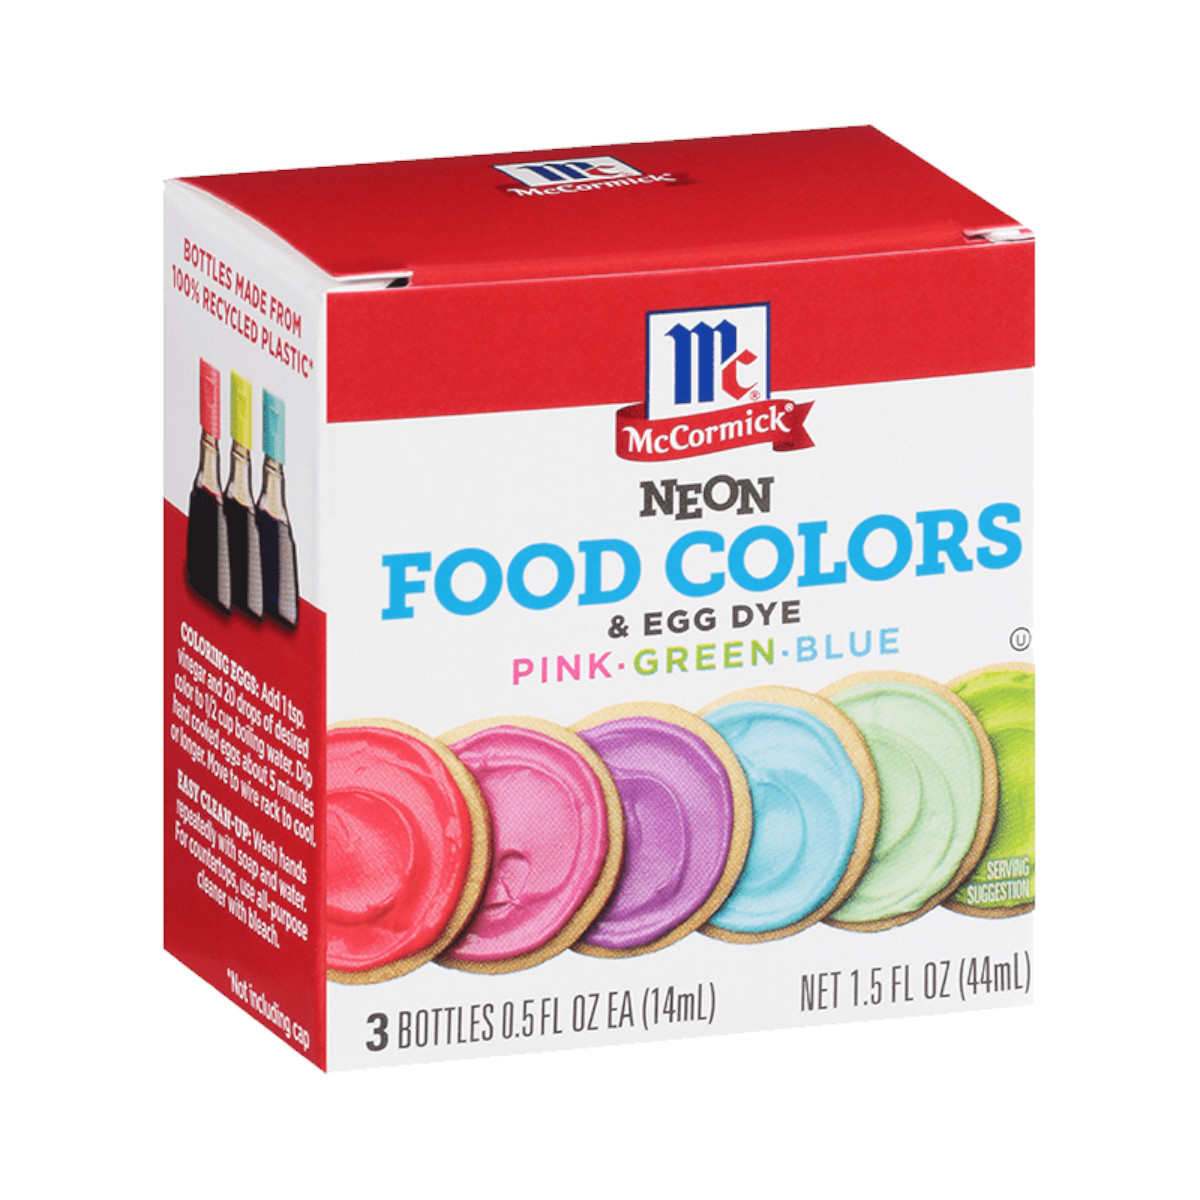 Mc
McCormick®
BOTTLES MADE FROM
100% RECYCLED PLASTIC*
COLORING EGGS: Add 1 tsp.
vinegar and 20 drops of desired
color to 1/2 cup boiling water. Dip
hard cooked eggs about 5 minutes
or longer. Move to wire rack to cool.
EASY CLEAN-UP: Wash hands
repeatedly with soap and water.
For countertops, use all-purpose
cleaner with bleach.
*Not including cap
Mc®
McCormick®
NEON
FOOD COLORS
& EGG DYE
PINK·GREEN·BLUE
U
SERVING
SUGGESTION
3 BOTTLES 0.5 FL OZ EA (14mL)
NET 1.5 FL OZ (44mL)